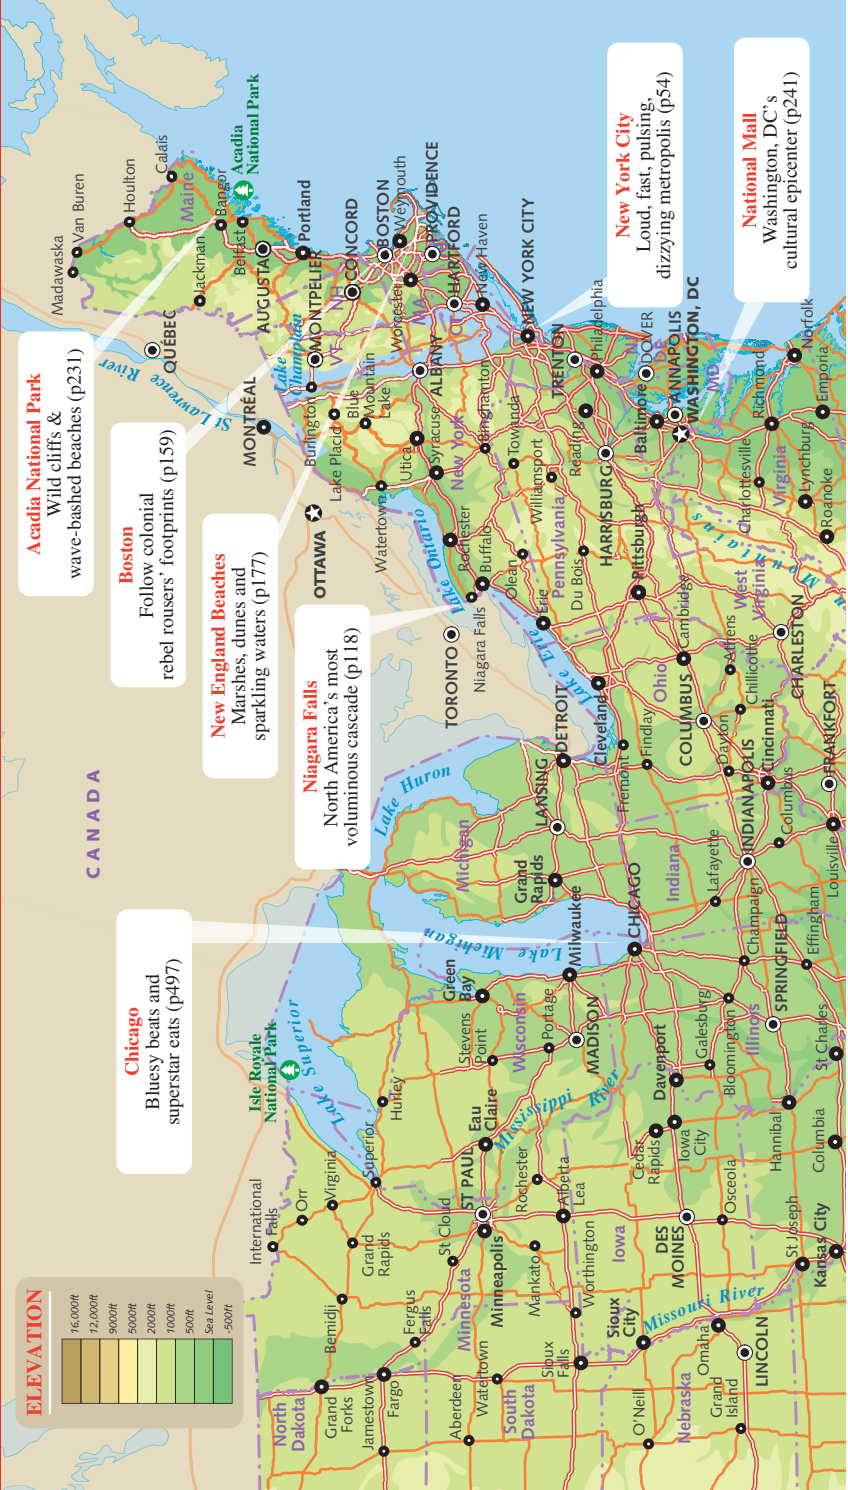 ELEVATION
16,000ft
12,000ft
9000ft
5000ft
2000ft
1000ft
500ft
Sea Level
-500ft
Chicago
Bluesy beats and
superstar eats (p497)
Niagara Falls
North America's most
voluminous cascade (p118)
New England Beaches
Marshes, dunes and
sparkling waters (p177)
Boston
Follow colonial
rebel rousers' footprints (p159)
Acadia National Park
Wild cliffs &
wave-bashed beaches (p231)
New York City
Loud, fast, pulsing,
dizzying metropolis (p54)
National Mall
Washington, DC's
cultural epicenter (p241)
CANADA
Isle Royale
National Park
Lake Superior
International
Falls
Orr
Virginia
Superior
Hurley
Grand
Rapids
Bemidji
Fergus
Falls
St Cloud
North
Dakota
Grand
Forks
Jamestown
Fargo
Minnesota
Aberdeen
Watertown
South
Dakota
Sioux
Falls
Minneapolis
ST PAUL
Eau
Claire
Stevens
Point
Green
Bay
Wisconsin
Portage
Milwaukee
MADISON
Mississippi
River
Rochester
Mankato
Albert a
Lea
Worthington
Iowa
Sioux
City
Missouri River
O'Neill
Nebraska
Grand
Island
Omaha
LINCOLN
DES
MOINES
Osceola
Cedar
Rapids
Iowa
City
Davenport
Galesburg
Bloomington
Illinois
SPRINGFIELD
Champaign
Effingham
Hannibal
Columbia
St Charles
St Joseph
Kansas City
CHICAGO
Lake Michigan
Michigan
Lake Huron
Grand
Rapids
LANSING
DETROIT
Indiana
Lafayette
INDIANAPOLIS
Columbus
Louisville
FRANKFORT
Cincinnati
Dayton
Fremont
Findlay
Cleveland
Ohio
COLUMBUS
Chillicothe
Athens
Cambridge
CHARLESTON
West
Virginia
Mountains
Lake Erie
Erie
TORONTO
Niagara Falls
Buffalo
Rochester
Lake Ontario
OTTAWA
Watertown
Olean
Du Bois
Pennsylvania
Pittsburgh
HARRISBURG
Williamsport
Towanda
Reading
Binghamton
New York
Syracuse
Utica
ALBANY
Blue
Mountain
Lake
Lake Placid
Burlington
Lake
Champlain
MONTRÉAL
St Lawrence River
QUÉBEC
MONTPELIER
VT
NH
CONCORD
Madawaska
Van Buren
Houlton
Calais
Maine
Jackman
Bangor
Belfast
Acadia
National Park
AUGUSTA
Portland
BOSTON
Weymouth
Worcester
MA
PROVIDENCE
HARTFORD
CT
New Haven
NEW YORK CITY
TRENTON
Philadelphia
NJ
DOVER
DE
Baltimore
ANNAPOLIS
WASHINGTON, DC
MD
Richmond
Norfolk
Emporia
Charlottesville
Virginia
Lynchburg
Roanoke